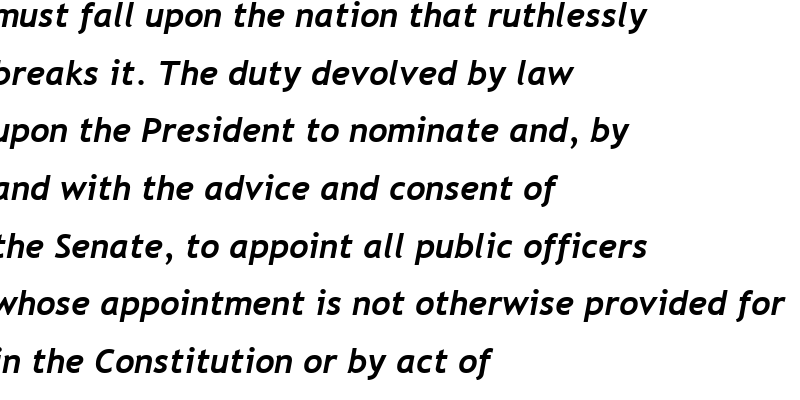 must fall upon the nation that ruthlessly
breaks it. The duty devolved by law
upon the President to nominate and, by
and with the advice and consent of
the Senate, to appoint all public officers
whose appointment is not otherwise provided for
in the Constitution or by act of